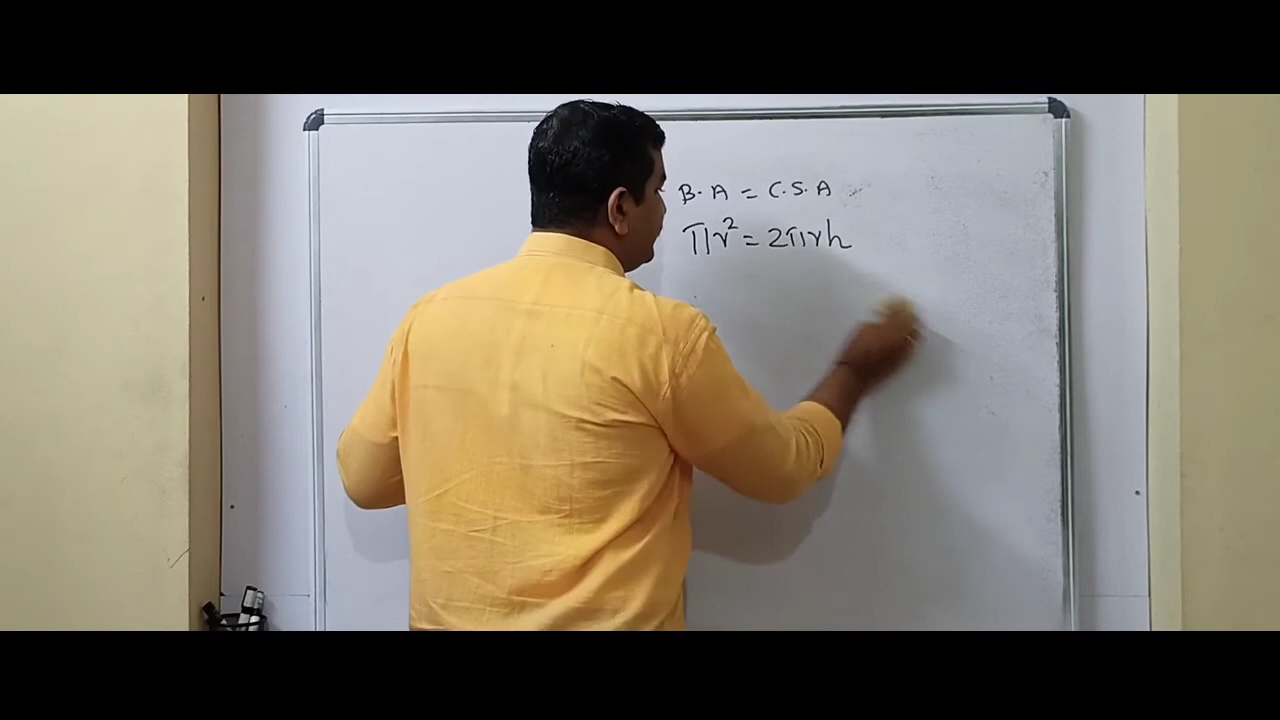 B. A = C.S.A
πr² = 2πrh